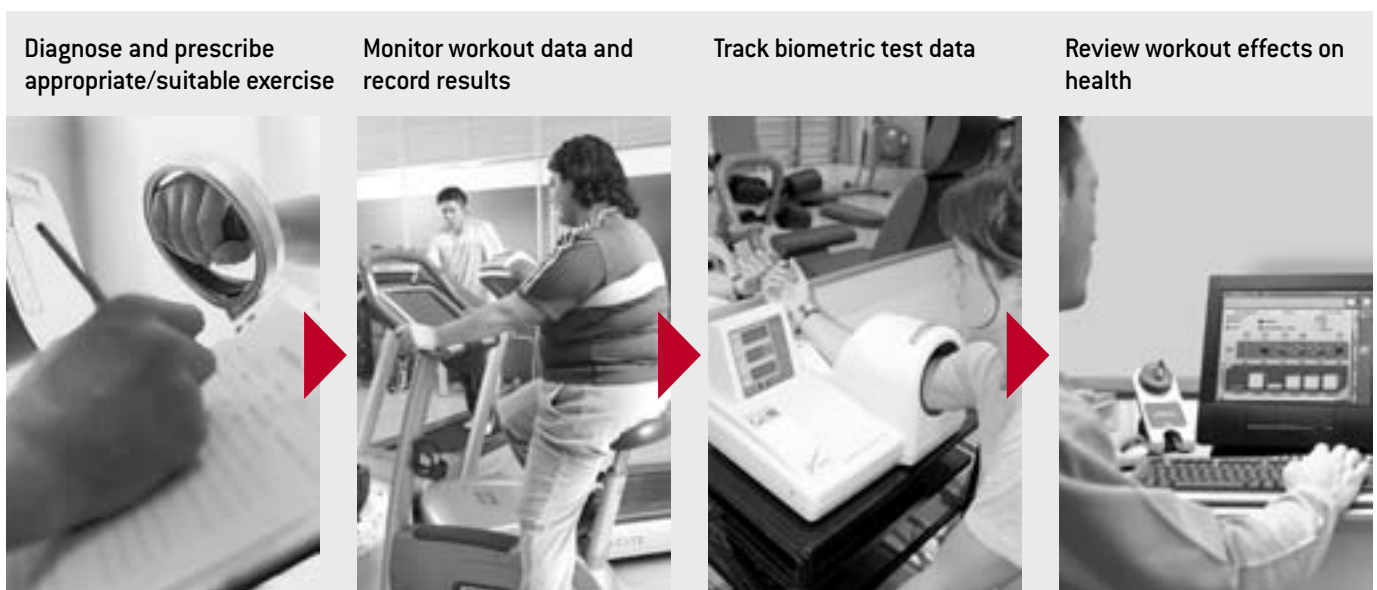 Diagnose and prescribe
appropriate/suitable exercise
Monitor workout data and
record results
Track biometric test data
Review workout effects on
health